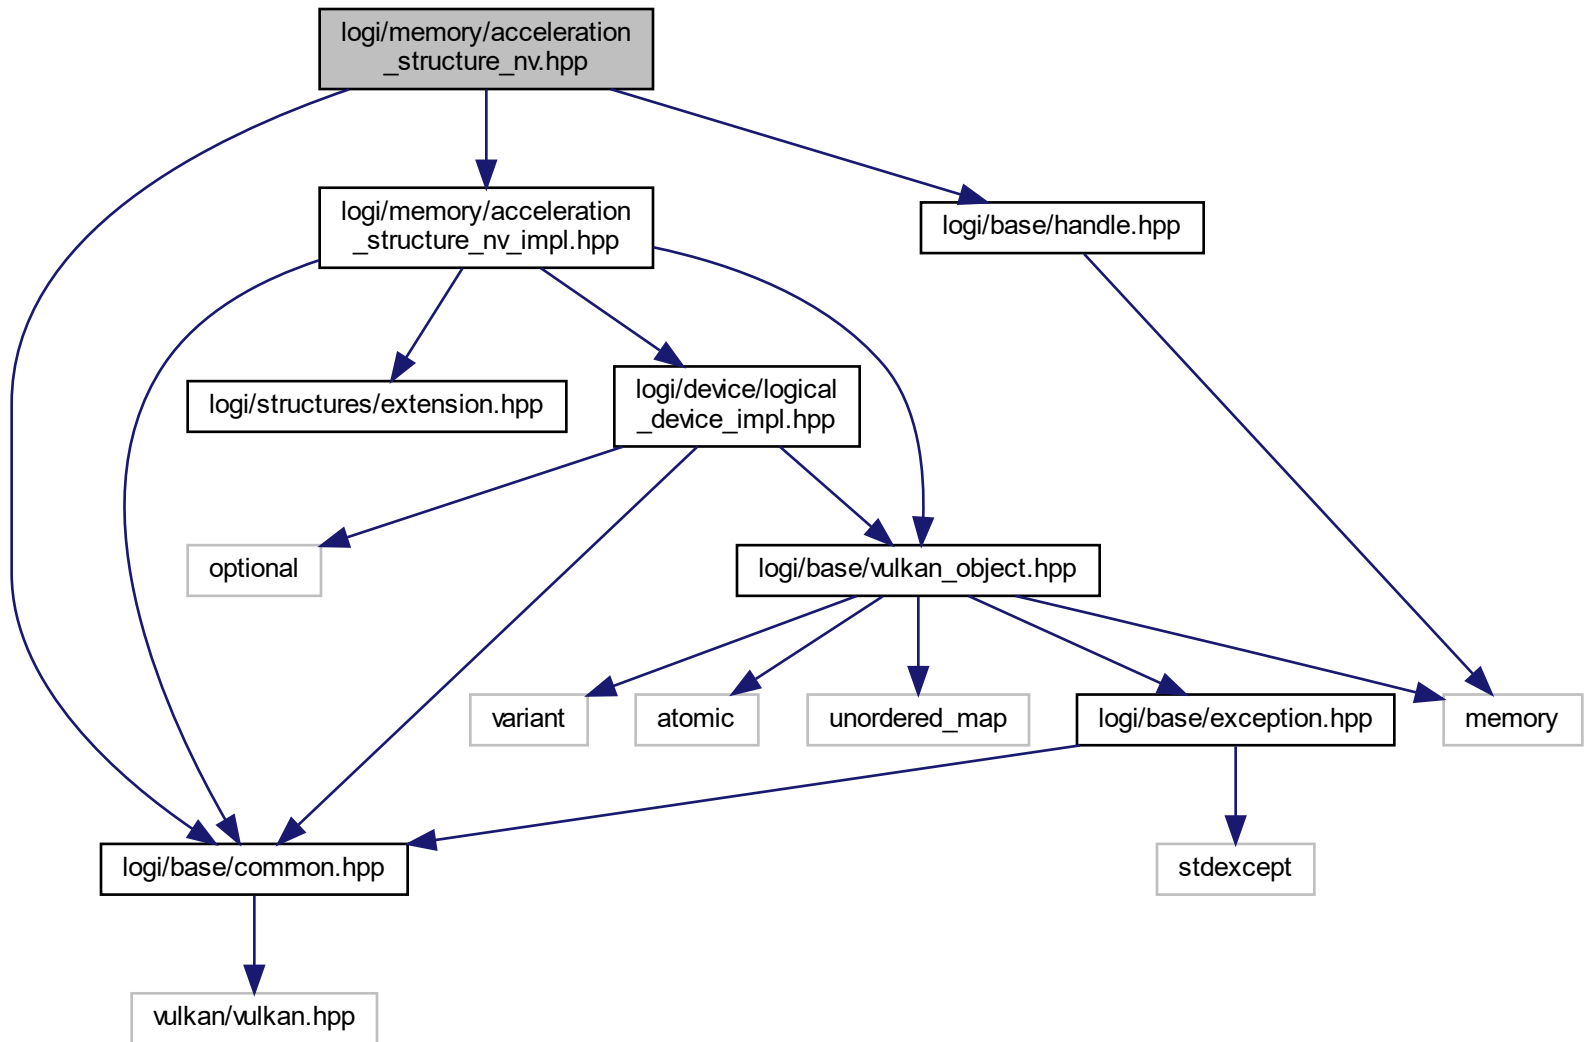 logi/memory/acceleration
_structure_nv.hpp
logi/memory/acceleration
_structure_nv_impl.hpp
logi/base/handle.hpp
logi/structures/extension.hpp
logi/device/logical
_device_impl.hpp
optional
logi/base/vulkan_object.hpp
variant
atomic
unordered_map
logi/base/exception.hpp
memory
logi/base/common.hpp
stdexcept
vulkan/vulkan.hpp